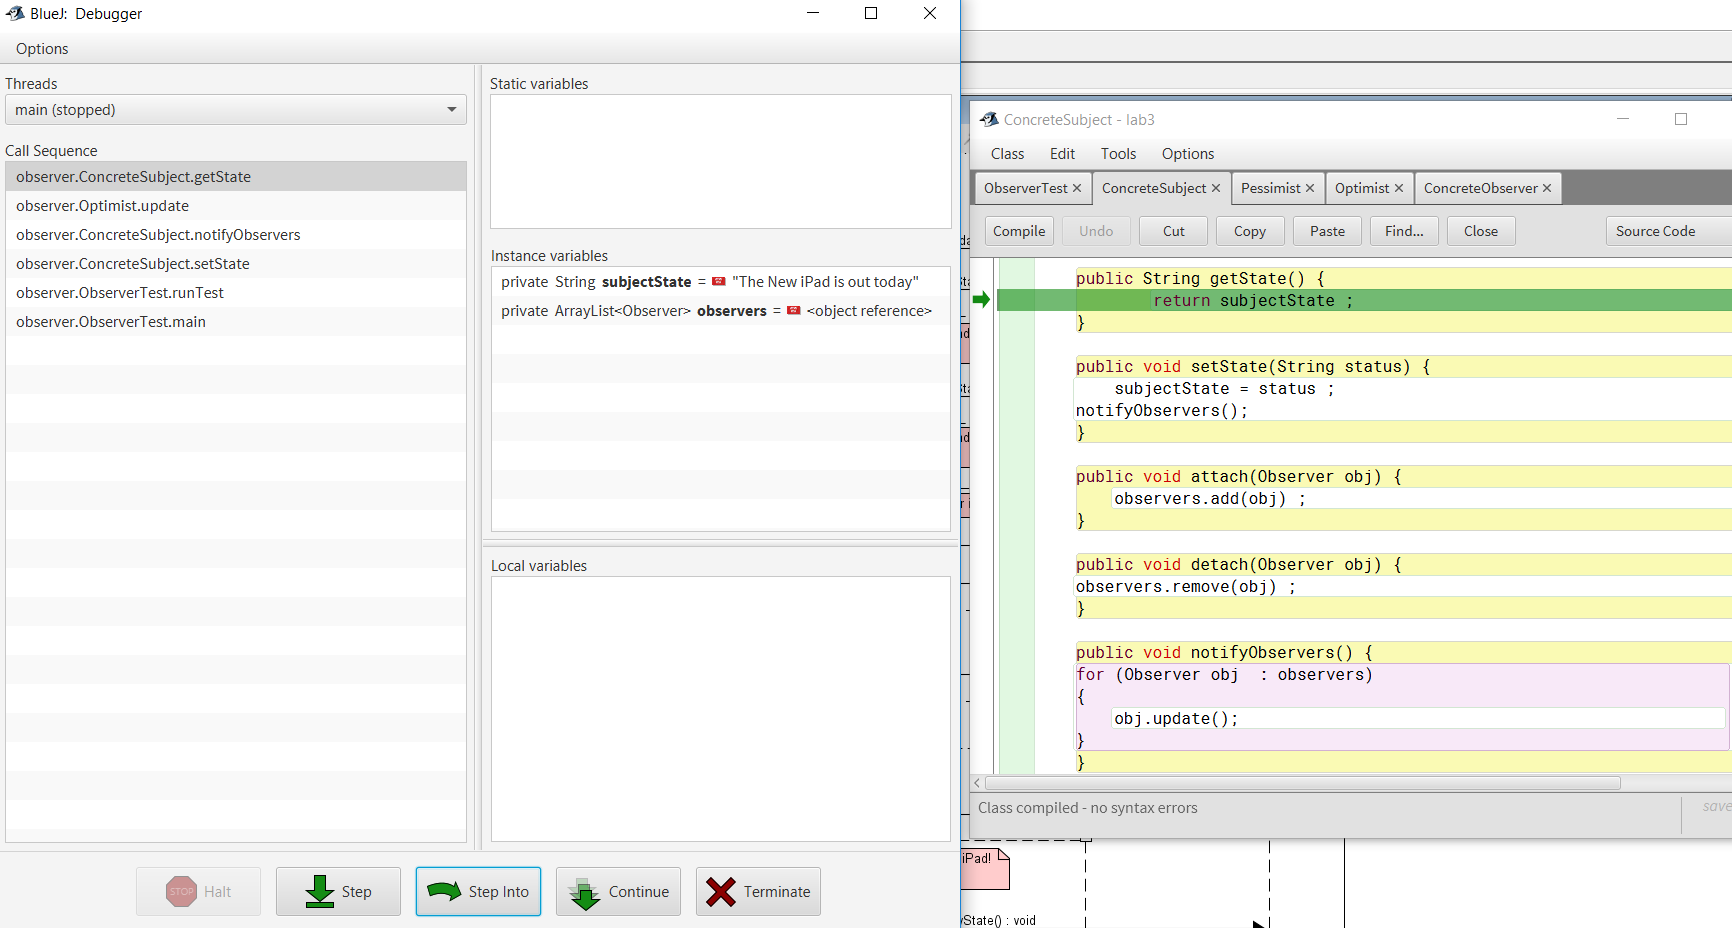 BlueJ: Debugger
Options
Threads
main (stopped)
Call Sequence
observer.ConcreteSubject.getState
observer.Optimist.update
observer.ConcreteSubject.notifyObservers
observer.ConcreteSubject.setState
observer.ObserverTest.runTest
observer.ObserverTest.main
Static variables
Instance variables
private String subjectState = "The New iPad is out today"
private ArrayList<Observer> observers = <object reference>
Local variables
STOP Halt
Step
Step Into
Continue
Terminate
ConcreteSubject - lab3
Class Edit Tools Options
ObserverTest × ConcreteSubject × Pessimist × Optimist × ConcreteObserver ×
Compile Undo Cut Copy Paste Find... Close Source Code
public String getState() {
return subjectState ;
}
public void setState(String status) {
subjectState = status ;
notifyObservers();
}
public void attach(Observer obj) {
observers.add(obj) ;
}
public void detach(Observer obj) {
observers.remove(obj) ;
}
public void notifyObservers() {
for (Observer obj  : observers)
{
obj.update();
}
}
Class compiled - no syntax errors
save
iPad!
yState() : void